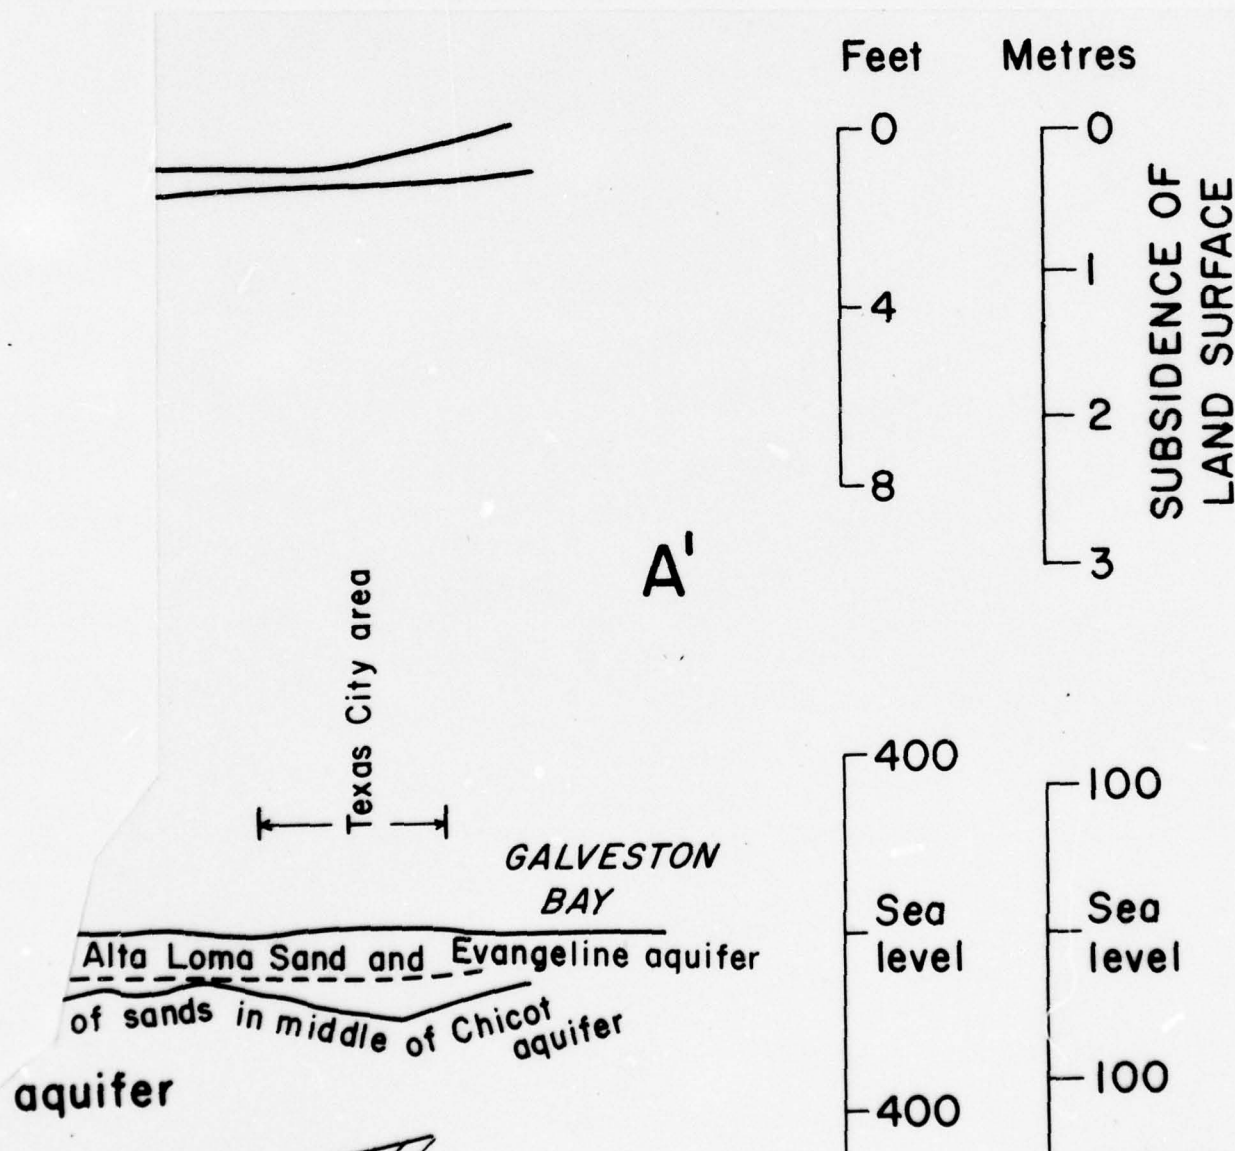 Feet Metres
0 0
1
4
2
8
3
SUBSIDENCE OF
LAND SURFACE
A'
Texas City area
400
100
GALVESTON
BAY
Sea
level
Sea
level
Alta Loma Sand and Evangeline aquifer
of sands in middle of Chicot
aquifer
aquifer
100
400